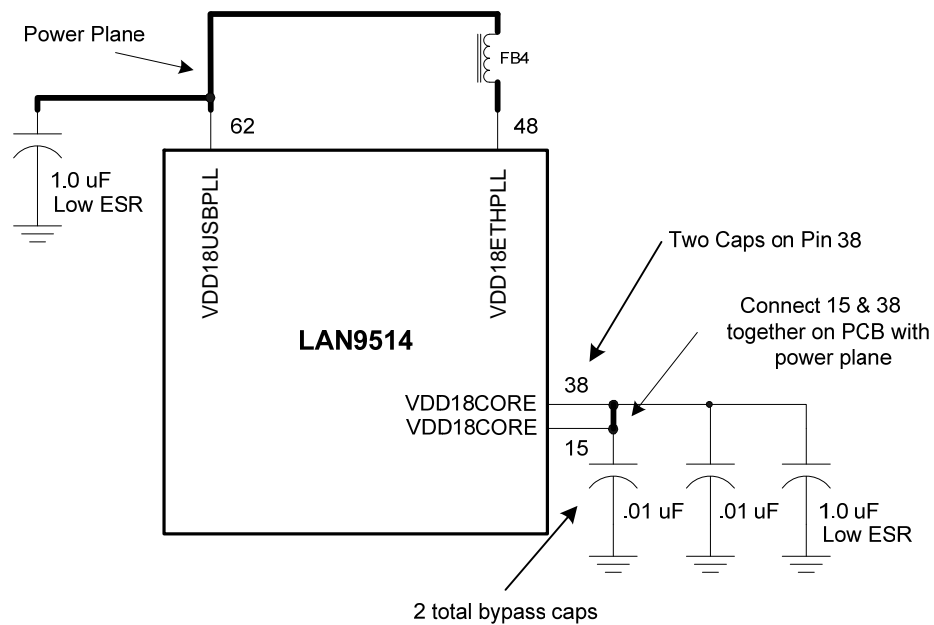 Power Plane
FB4
62
48
1.0 uF
Low ESR
VDD18USBPLL
VDD18ETHPLL
Two Caps on Pin 38
Connect 15 & 38
together on PCB with
power plane
LAN9514
38
VDD18CORE
VDD18CORE
15
.01 uF
.01 uF
1.0 uF
Low ESR
2 total bypass caps